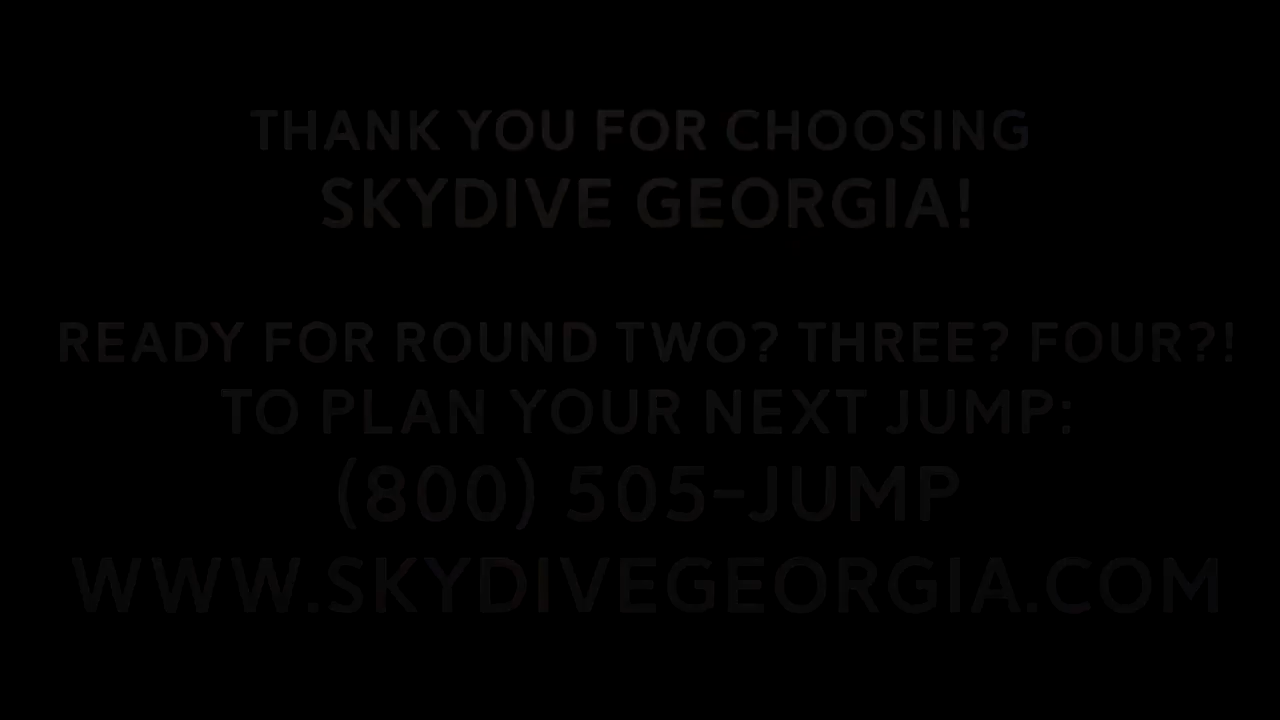 THANK YOU FOR CHOOSING
SKYDIVE GEORGIA!
READY FOR ROUND TWO? THREE? FOUR?!
TO PLAN YOUR NEXT JUMP:
(800) 505-JUMP
WWW.SKYDIVEGEORGIA.COM